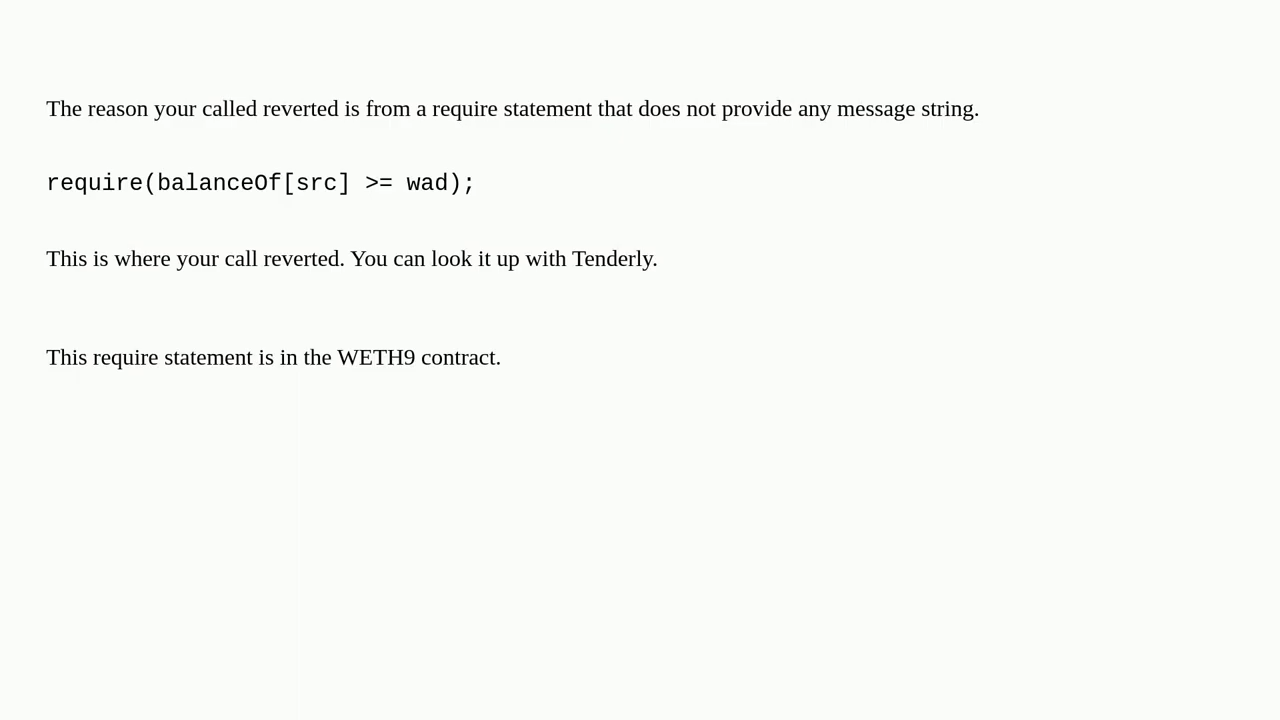 The reason your called reverted is from a require statement that does not provide any message string.
require(balanceOf[src] >= wad);
This is where your call reverted. You can look it up with Tenderly.
This require statement is in the WETH9 contract.